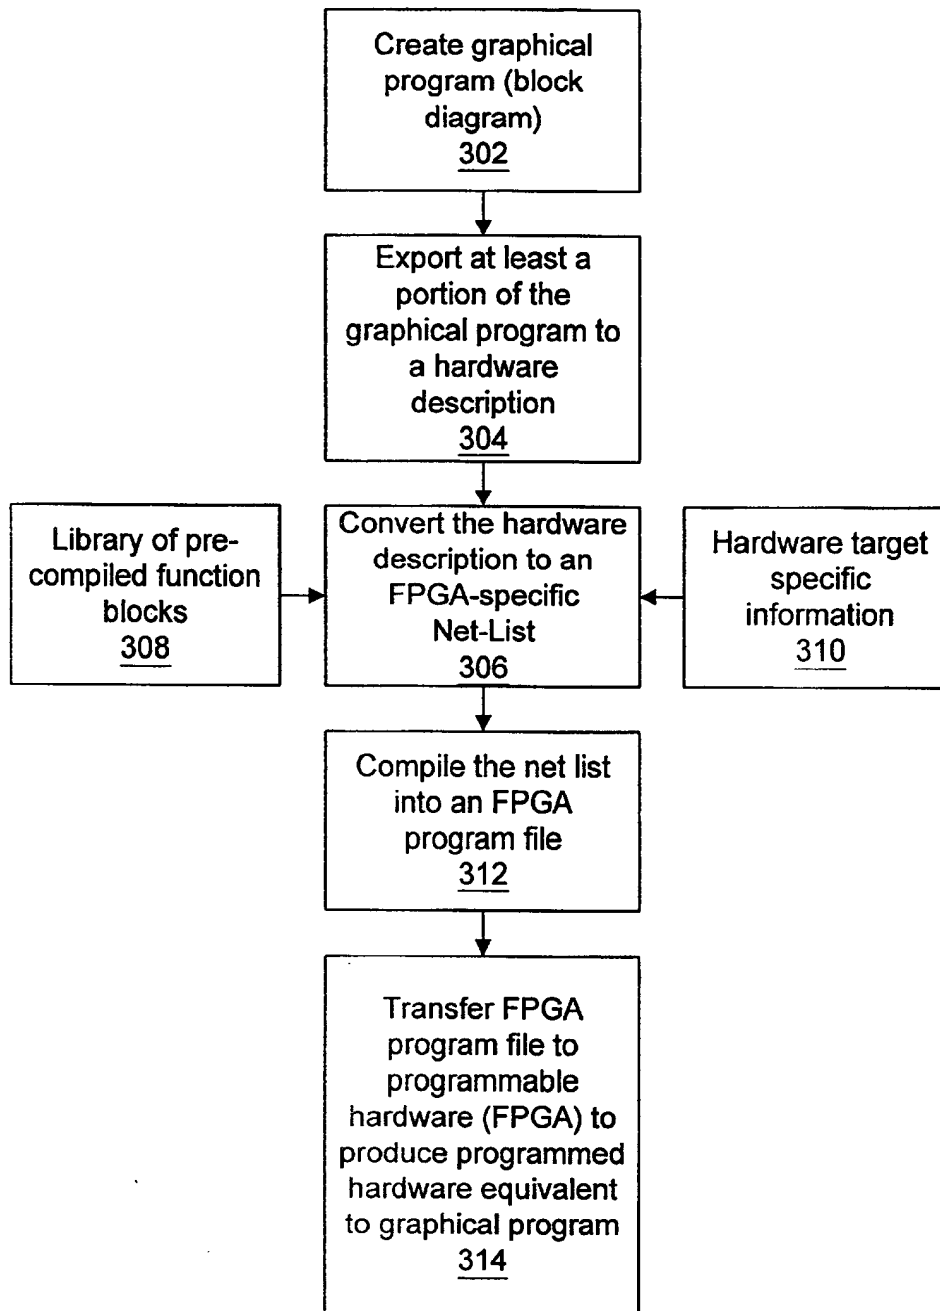 Create graphical
program (block
diagram)
302
Export at least a
portion of the
graphical program to
a hardware
description
304
Library of pre-
compiled function
blocks
308
Convert the hardware
description to an
FPGA-specific
Net-List
306
Hardware target
specific
information
310
Compile the net list
into an FPGA
program file
312
Transfer FPGA
program file to
programmable
hardware (FPGA) to
produce programmed
hardware equivalent
to graphical program
314